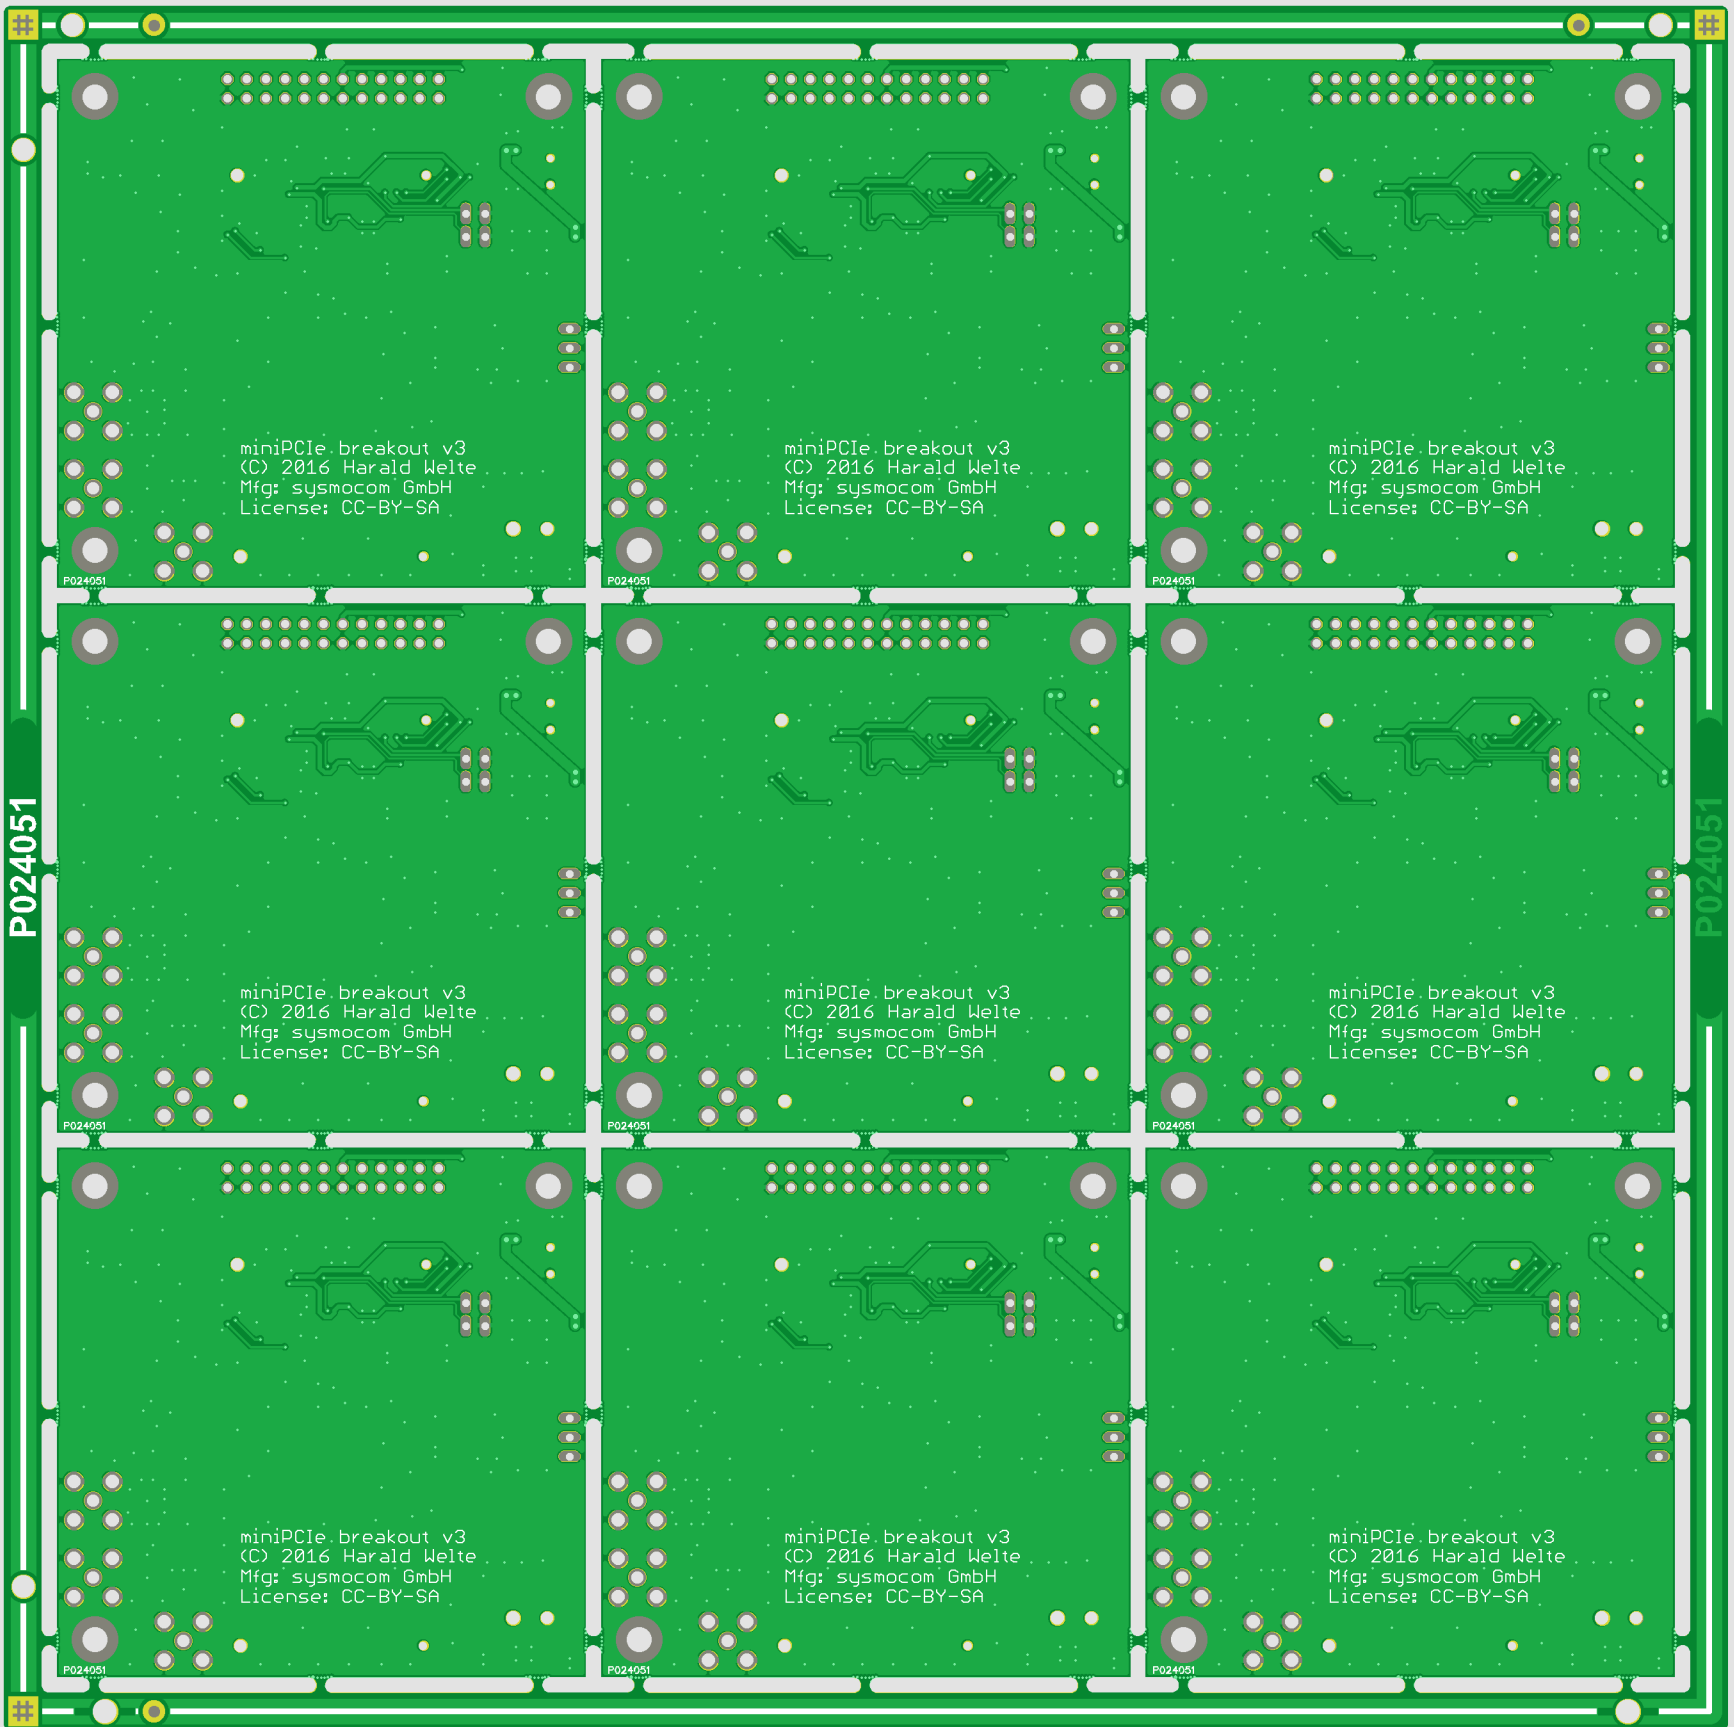 miniPCIe breakout v3
(C) 2016 Harald Welte
Mfg: sysmocom GmbH
License: CC-BY-SA
P024051
miniPCIe breakout v3
(C) 2016 Harald Welte
Mfg: sysmocom GmbH
License: CC-BY-SA
P024051
miniPCIe breakout v3
(C) 2016 Harald Welte
Mfg: sysmocom GmbH
License: CC-BY-SA
P024051
P024051
miniPCIe breakout v3
(C) 2016 Harald Welte
Mfg: sysmocom GmbH
License: CC-BY-SA
P024051
miniPCIe breakout v3
(C) 2016 Harald Welte
Mfg: sysmocom GmbH
License: CC-BY-SA
P024051
miniPCIe breakout v3
(C) 2016 Harald Welte
Mfg: sysmocom GmbH
License: CC-BY-SA
P024051
P024051
miniPCIe breakout v3
(C) 2016 Harald Welte
Mfg: sysmocom GmbH
License: CC-BY-SA
P024051
miniPCIe breakout v3
(C) 2016 Harald Welte
Mfg: sysmocom GmbH
License: CC-BY-SA
P024051
miniPCIe breakout v3
(C) 2016 Harald Welte
Mfg: sysmocom GmbH
License: CC-BY-SA
P024051